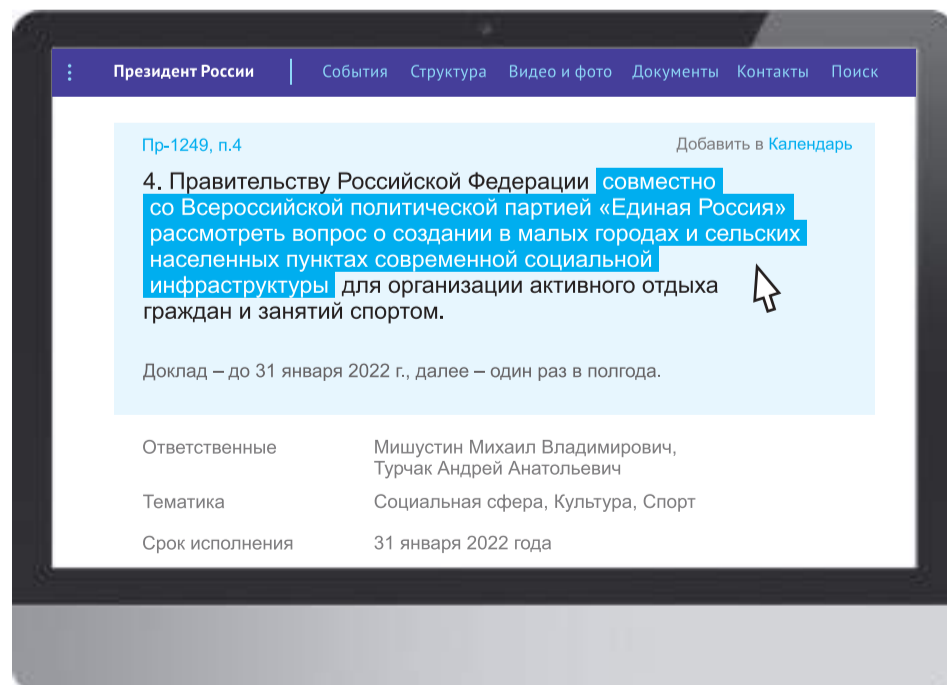 Президент России События Структура Видео и фото Документы Контакты Поиск
Пр-1249, п.4 Добавить в Календарь
4. Правительству Российской Федерации совместно
со Всероссийской политической партией «Единая Россия»
рассмотреть вопрос о создании в малых городах и сельских
населенных пунктах современной социальной
инфраструктуры для организации активного отдыха
граждан и занятий спортом.
Доклад – до 31 января 2022 г., далее – один раз в полгода.
Ответственные Мишустин Михаил Владимирович,
Турчак Андрей Анатольевич
Тематика Социальная сфера, Культура, Спорт
Срок исполнения 31 января 2022 года